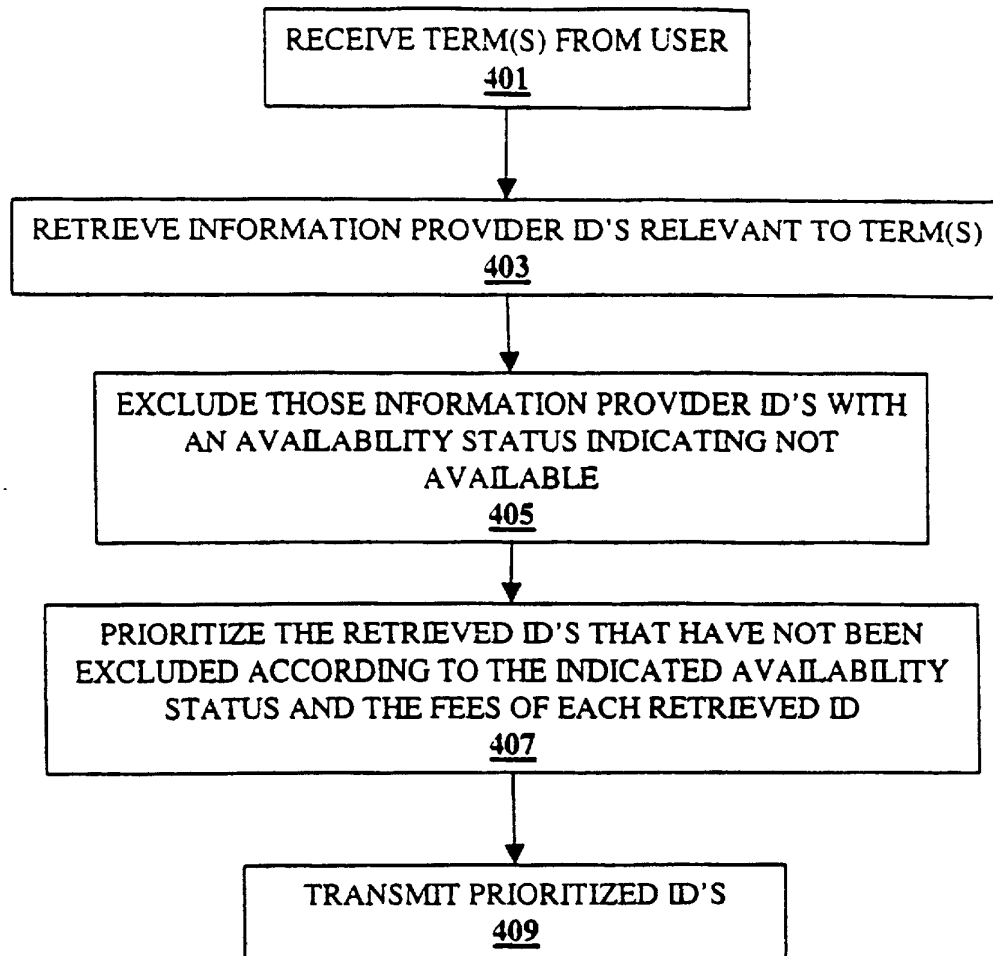 RECEIVE TERM(S) FROM USER
401
RETRIEVE INFORMATION PROVIDER ID'S RELEVANT TO TERM(S)
403
EXCLUDE THOSE INFORMATION PROVIDER ID'S WITH
AN AVAILABILITY STATUS INDICATING NOT
AVAILABLE
405
PRIORITIZE THE RETRIEVED ID'S THAT HAVE NOT BEEN
EXCLUDED ACCORDING TO THE INDICATED AVAILABILITY
STATUS AND THE FEES OF EACH RETRIEVED ID
407
TRANSMIT PRIORITIZED ID'S
409